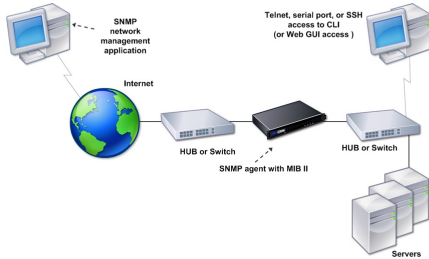 SNMP
network
management
application
Telnet, serial port, or SSH
access to CLI
(or Web GUI access )
Internet
HUB or Switch
SNMP agent with MIB II
HUB or Switch
Servers